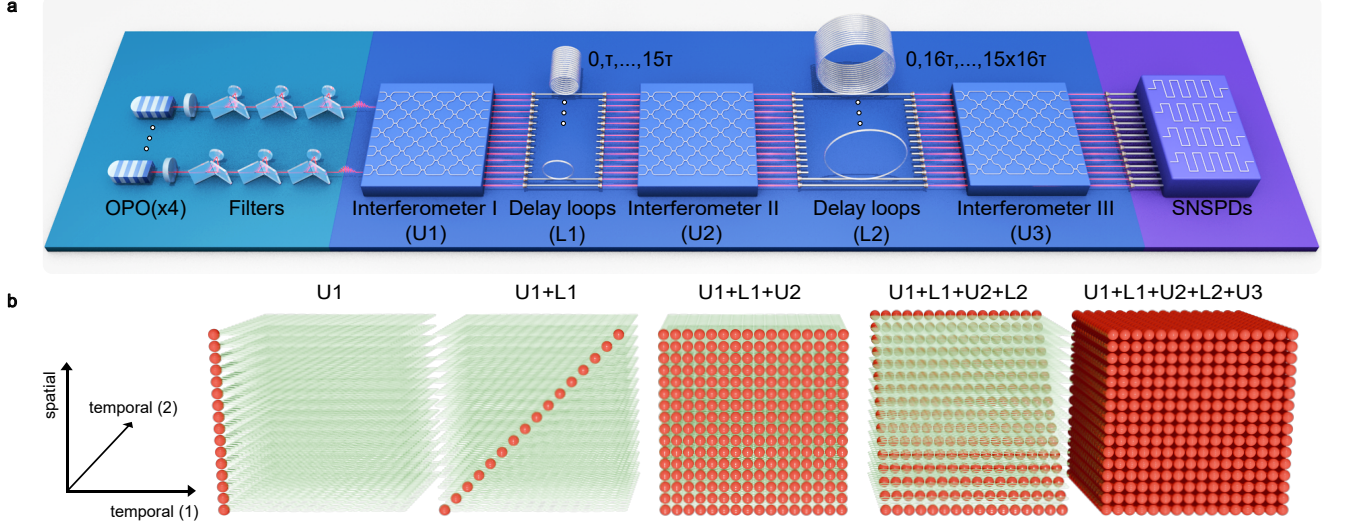 a
0,τ,...,15τ
0,16τ,...,15x16τ
OPO(x4)
Filters
Interferometer I
(U1)
Delay loops
(L1)
Interferometer II
(U2)
Delay loops
(L2)
Interferometer III
(U3)
SNSPDs
b
U1
U1+L1
U1+L1+U2
U1+L1+U2+L2
U1+L1+U2+L2+U3
spatial
temporal (2)
temporal (1)